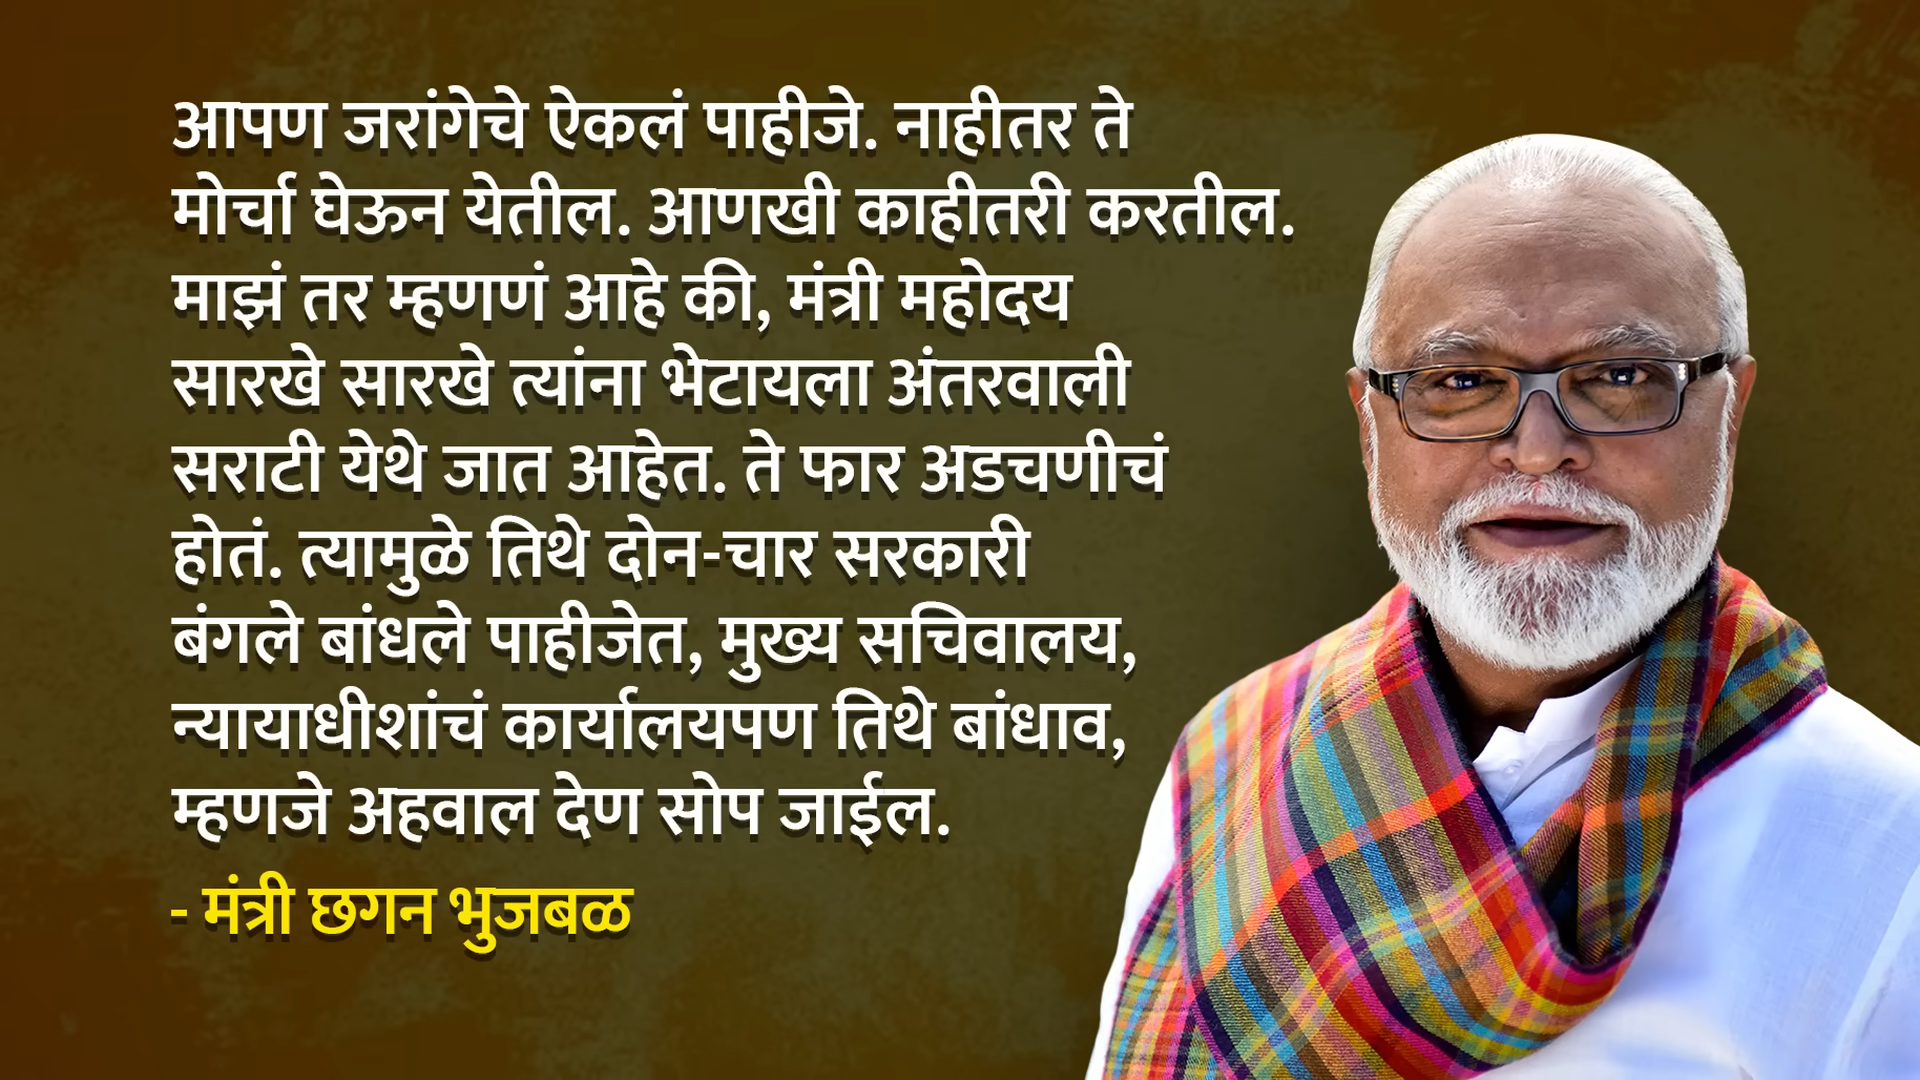 आपण जरांगेचे ऐकलं पाहीजे. नाहीतर ते
मोर्चा घेऊन येतील. आणखी काहीतरी करतील.
माझं तर म्हणणं आहे की, मंत्री महोदय
सारखे सारखे त्यांना भेटायला अंतरवाली
सराटी येथे जात आहेत. ते फार अडचणीचं
होतं. त्यामुळे तिथे दोन-चार सरकारी
बंगले बांधले पाहीजेत, मुख्य सचिवालय,
न्यायाधीशांचं कार्यालयपण तिथे बांधाव,
म्हणजे अहवाल देण सोप जाईल.
- मंत्री छगन भुजबळ